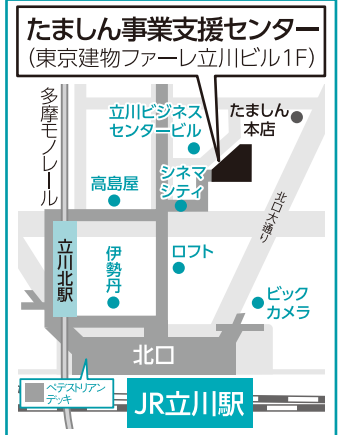 たましん事業支援センター
(東京建物ファーレ立川ビル1F)
多摩モノレール
立川ビジネス
センタービル
たましん
本店
高島屋
シネマ
シティ
北口大通り
立川北駅
伊勢丹
ロフト
ビック
カメラ
北口
ペデストリアン
デッキ
JR立川駅